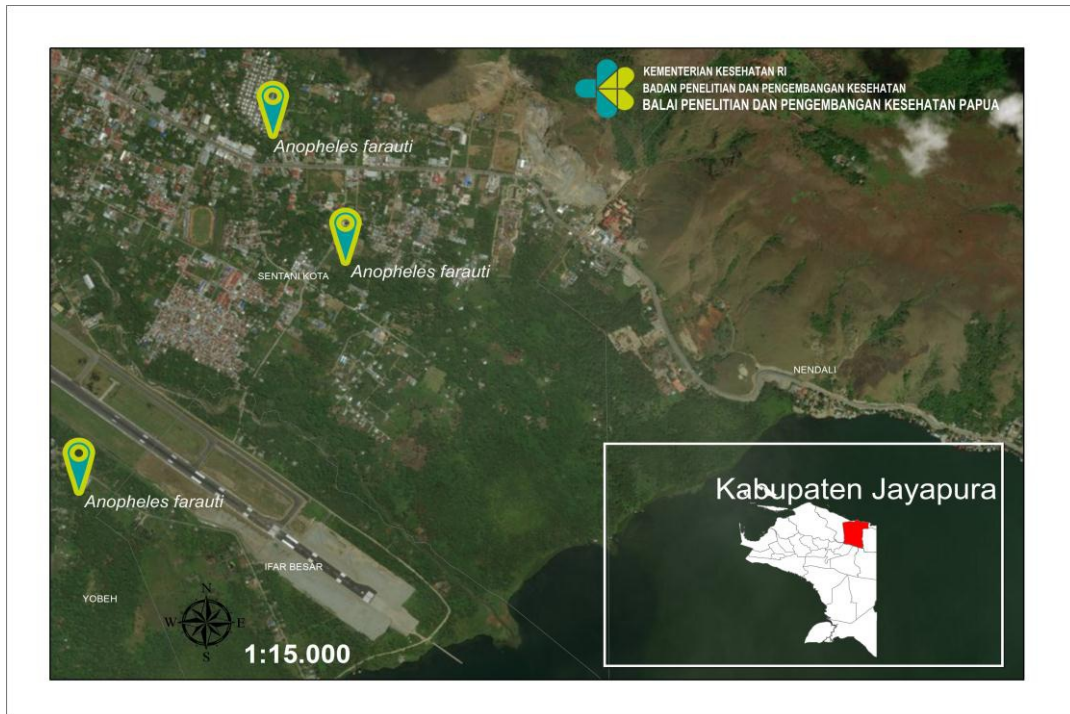 KEMENTERIAN KESEHATAN RI
BADAN PENELITIAN DAN PENGEMBANGAN KESEHATAN
BALAI PENELITIAN DAN PENGEMBANGAN KESEHATAN PAPUA
Anopheles farauti
Anopheles farauti
SENTANI KOTA
NENDALI
Kabupaten Jayapura
Anopheles farauti
IFAR BESAR
YOBEH
N
W
E
S
1:15.000